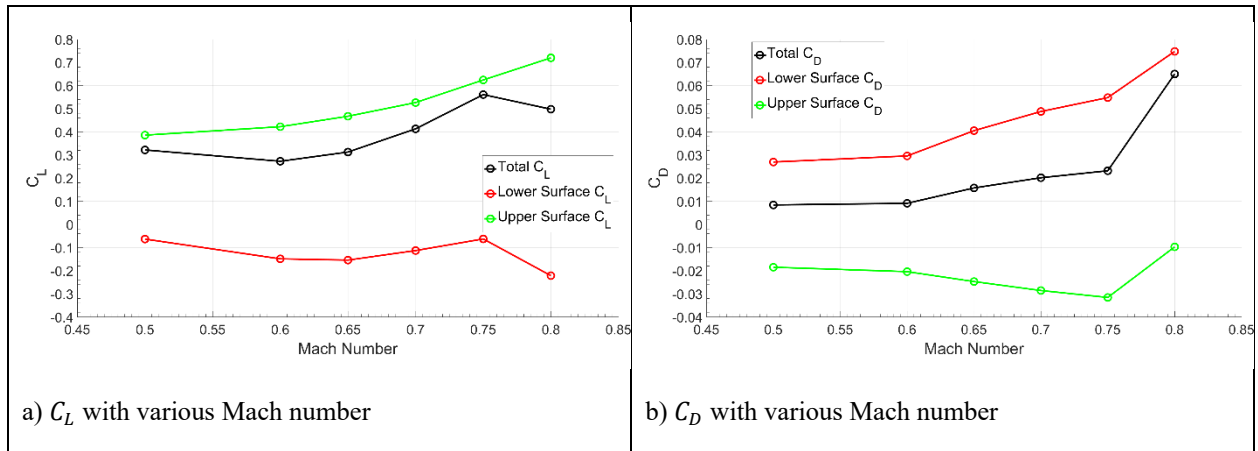 0.8
0.7
0.6
0.5
0.4
0.3
0.2
0.1
0
-0.1
-0.2
-0.3
-0.4
C_L
Total C_L
Lower Surface C_L
Upper Surface C_L
0.45 0.5 0.55 0.6 0.65 0.7 0.75 0.8 0.85
Mach Number
a) C_L with various Mach number
0.08
0.07
0.06
0.05
0.04
0.03
0.02
0.01
0
-0.01
-0.02
-0.03
-0.04
C_D
Total C_D
Lower Surface C_D
Upper Surface C_D
0.45 0.5 0.55 0.6 0.65 0.7 0.75 0.8 0.85
Mach Number
b) C_D with various Mach number